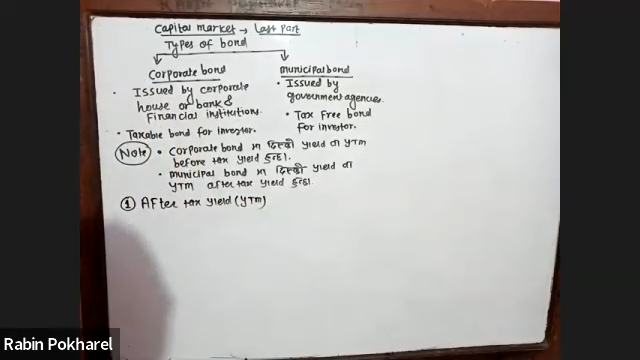 Capital market → Last part
Types of bond
Corporate bond
• Issued by corporate
house or bank &
Financial institutions.
• Taxable bond for investor.
municipal bond
• Issued by
government agencies.
• Tax free bond
for investor.
Note
• corporate bond मा दिएको yield वा YTM
before tax yield हुन्छ।
• municipal bond मा दिएको yield वा
YTM after tax yield हुन्छ।
① After tax yield (YTM)
Rabin Pokharel